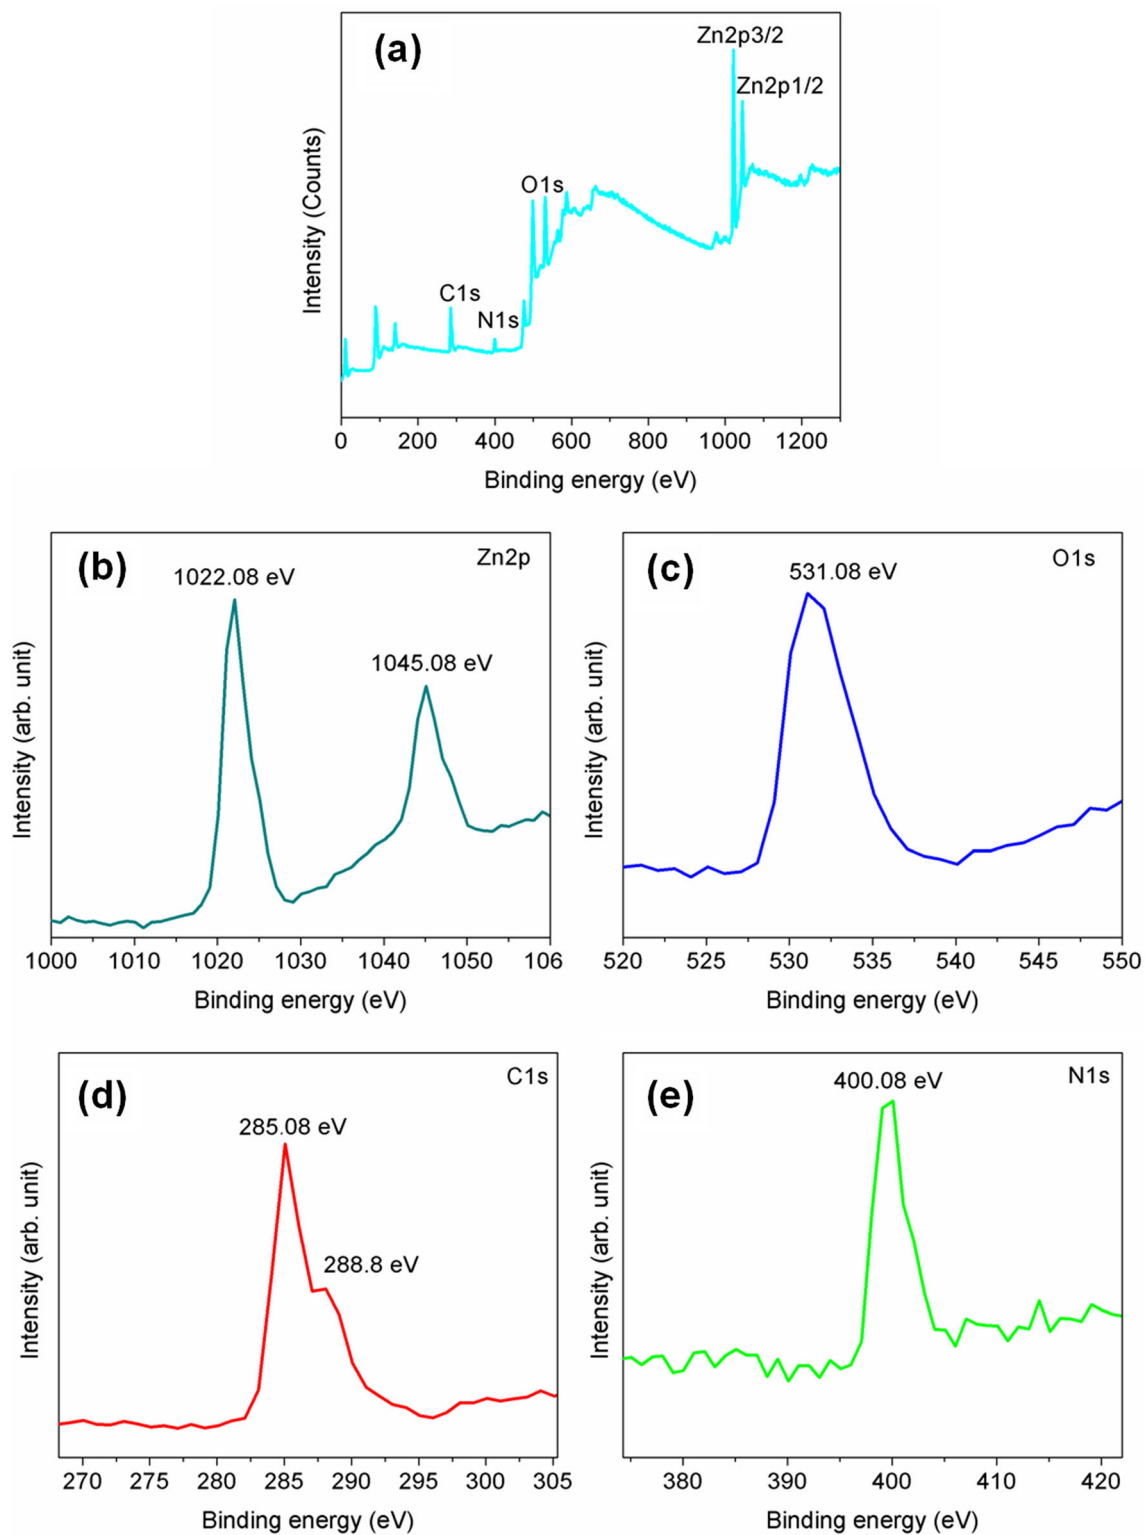 (a)
Zn2p3/2
Zn2p1/2
O1s
C1s
N1s
Intensity (Counts)
0 200 400 600 800 1000 1200
Binding energy (eV)
(b)
Zn2p
1022.08 eV
1045.08 eV
Intensity (arb. unit)
1000 1010 1020 1030 1040 1050 106
Binding energy (eV)
(c)
O1s
531.08 eV
Intensity (arb. unit)
520 525 530 535 540 545 550
Binding energy (eV)
(d)
C1s
285.08 eV
288.8 eV
Intensity (arb. unit)
270 275 280 285 290 295 300 305
Binding energy (eV)
(e)
N1s
400.08 eV
Intensity (arb. unit)
380 390 400 410 420
Binding energy (eV)